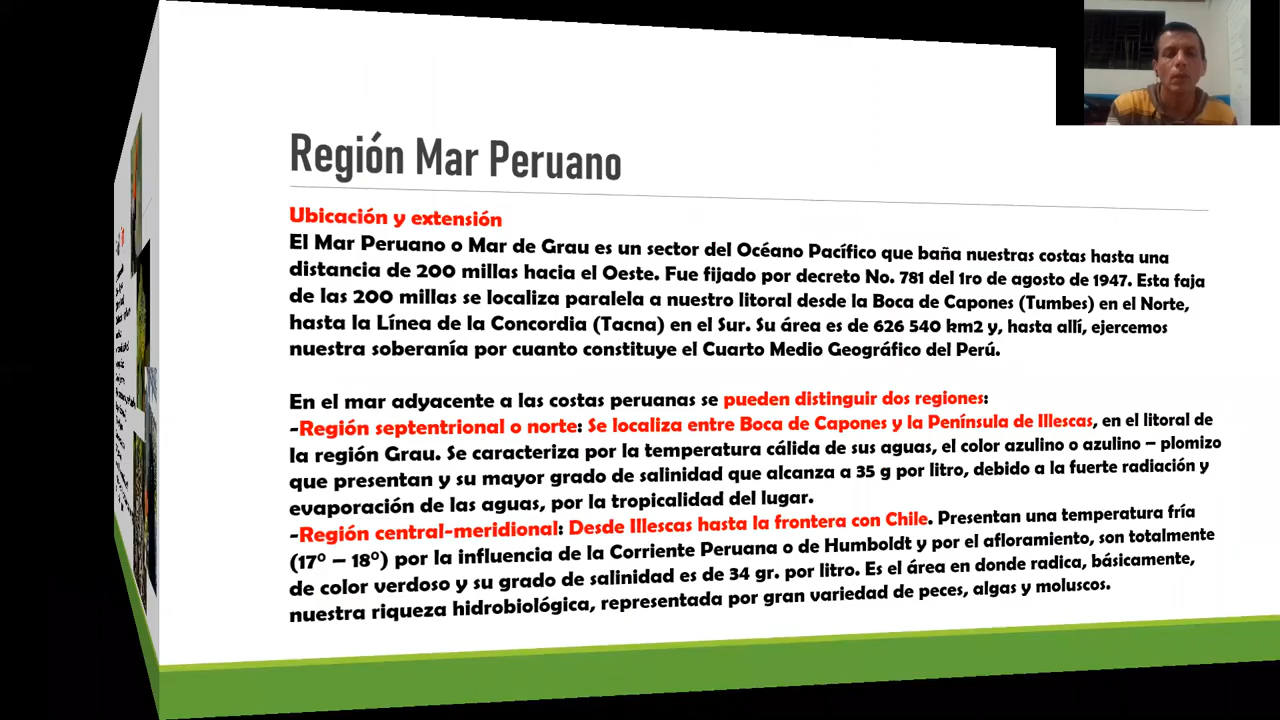 Región Mar Peruano
Ubicación y extensión
El Mar Peruano o Mar de Grau es un sector del Océano Pacífico que baña nuestras costas hasta una
distancia de 200 millas hacia el Oeste. Fue fijado por decreto No. 781 del 1ro de agosto de 1947. Esta faja
de las 200 millas se localiza paralela a nuestro litoral desde la Boca de Capones (Tumbes) en el Norte,
hasta la Línea de la Concordia (Tacna) en el Sur. Su área es de 626 540 km2 y, hasta allí, ejercemos
nuestra soberanía por cuanto constituye el Cuarto Medio Geográfico del Perú.
En el mar adyacente a las costas peruanas se pueden distinguir dos regiones:
-Región septentrional o norte: Se localiza entre Boca de Capones y la Península de Illescas, en el litoral de
la región Grau. Se caracteriza por la temperatura cálida de sus aguas, el color azulino o azulino – plomizo
que presentan y su mayor grado de salinidad que alcanza a 35 g por litro, debido a la fuerte radiación y
evaporación de las aguas, por la tropicalidad del lugar.
-Región central-meridional: Desde Illescas hasta la frontera con Chile. Presentan una temperatura fría
(17° – 18°) por la influencia de la Corriente Peruana o de Humboldt y por el afloramiento, son totalmente
de color verdoso y su grado de salinidad es de 34 gr. por litro. Es el área en donde radica, básicamente,
nuestra riqueza hidrobiológica, representada por gran variedad de peces, algas y moluscos.